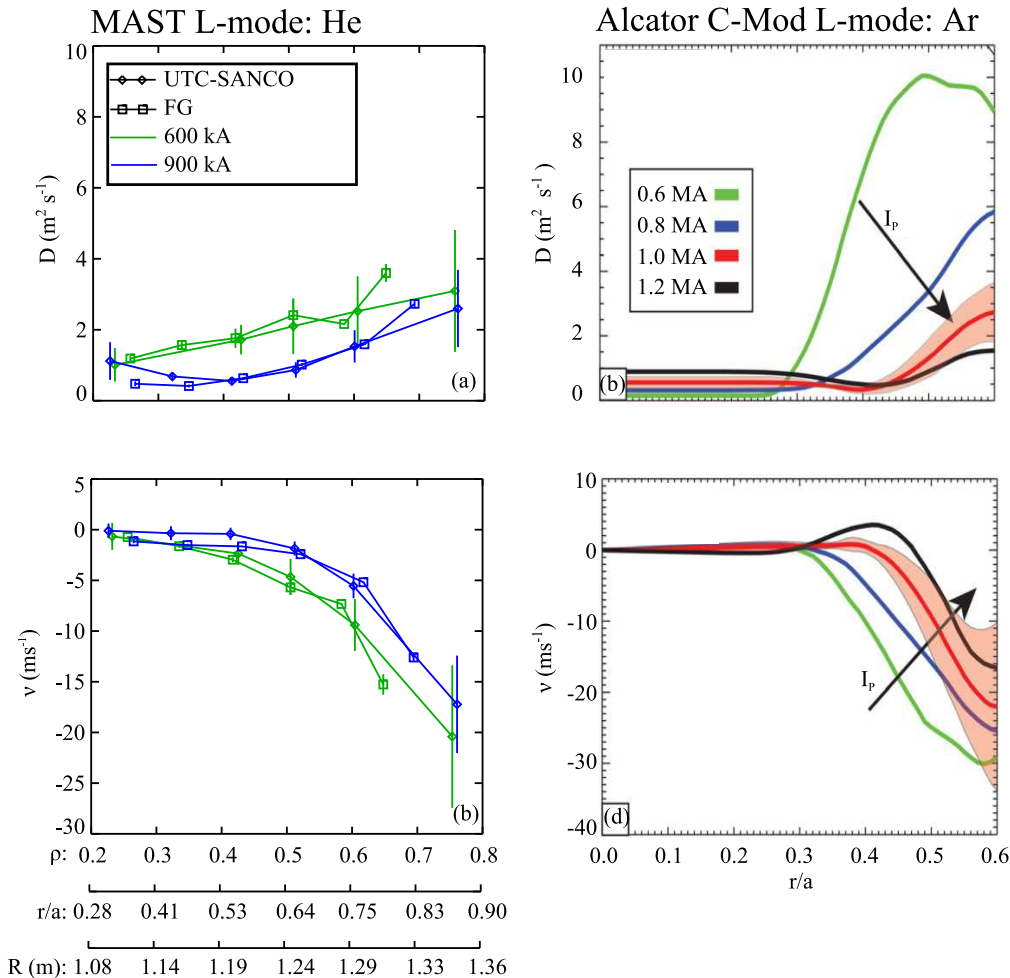 MAST L-mode: He
10
8
6
4
2
0
D (m² s⁻¹)
UTC-SANCO
FG
600 kA
900 kA
(a)
Alcator C-Mod L-mode: Ar
10
8
6
4
2
0
D (m² s⁻¹)
0.6 MA
0.8 MA
1.0 MA
1.2 MA
I_P
(b)
5
0
-5
-10
-15
-20
-25
-30
ν (ms⁻¹)
(b)
ρ: 0.2 0.3 0.4 0.5 0.6 0.7 0.8
r/a: 0.28 0.41 0.53 0.64 0.75 0.83 0.90
R (m): 1.08 1.14 1.19 1.24 1.29 1.33 1.36
10
0
-10
-20
-30
-40
ν (ms⁻¹)
I_P
(d)
0.0 0.1 0.2 0.3 0.4 0.5 0.6
r/a